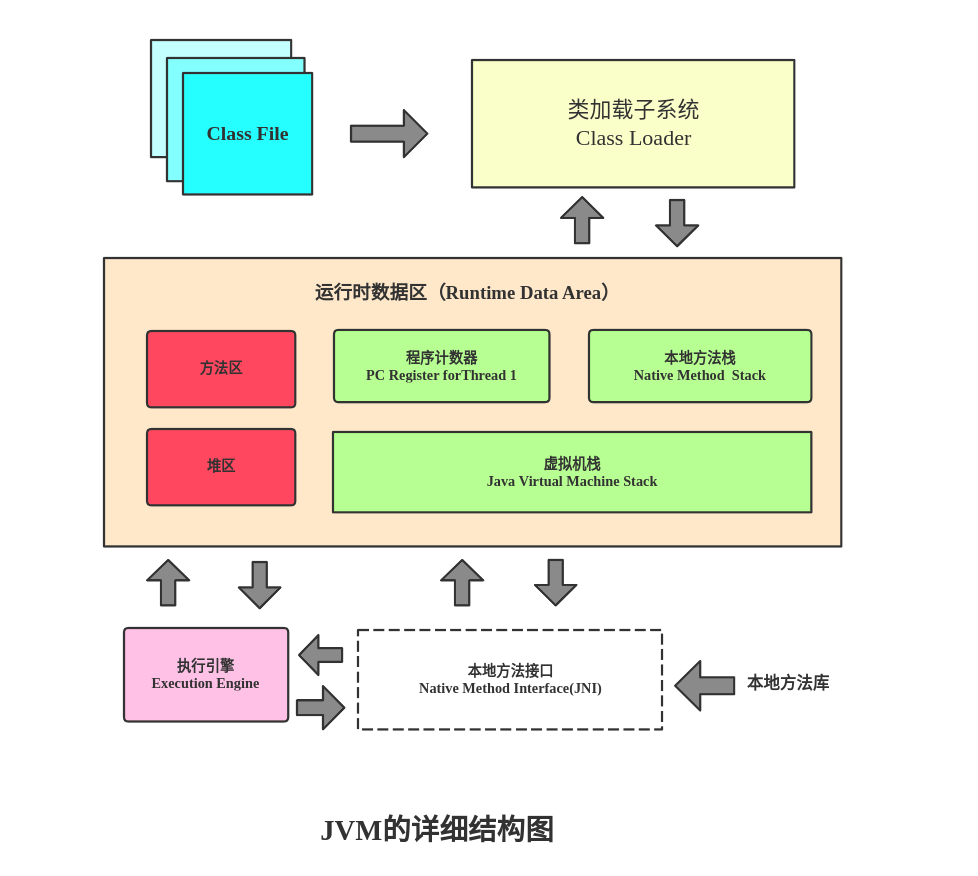 Class File
类加载子系统
Class Loader
运行时数据区（Runtime Data Area）
方法区
程序计数器
PC Register forThread 1
本地方法栈
Native Method  Stack
堆区
虚拟机栈
Java Virtual Machine Stack
执行引擎
Execution Engine
本地方法接口
Native Method Interface(JNI)
本地方法库
JVM的详细结构图